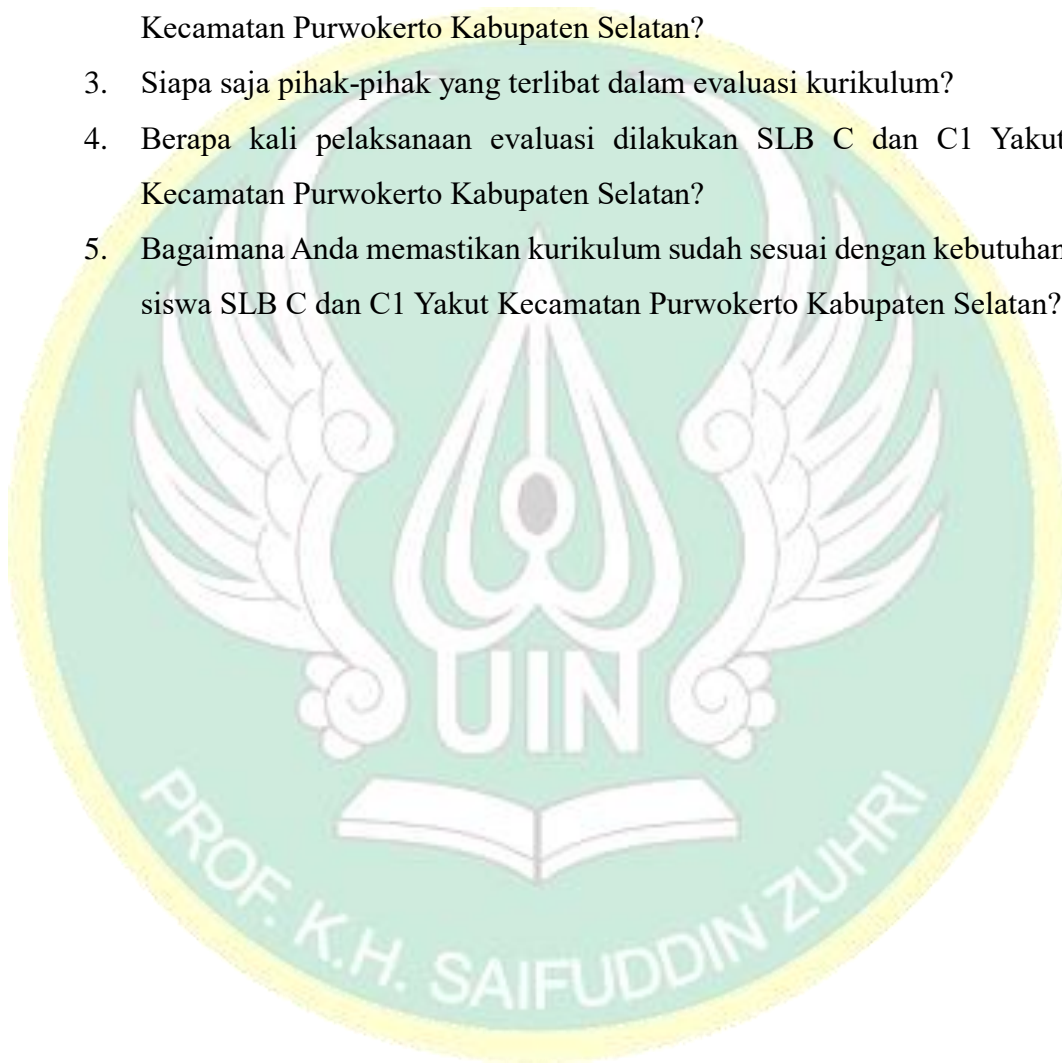 Kecamatan Purwokerto Kabupaten Selatan?
3. Siapa saja pihak-pihak yang terlibat dalam evaluasi kurikulum?
4. Berapa kali pelaksanaan evaluasi dilakukan SLB C dan C1 Yakut
Kecamatan Purwokerto Kabupaten Selatan?
5. Bagaimana Anda memastikan kurikulum sudah sesuai dengan kebutuhan
siswa SLB C dan C1 Yakut Kecamatan Purwokerto Kabupaten Selatan?
UIN
PROF. K.H. SAIFUDDIN ZUHRI